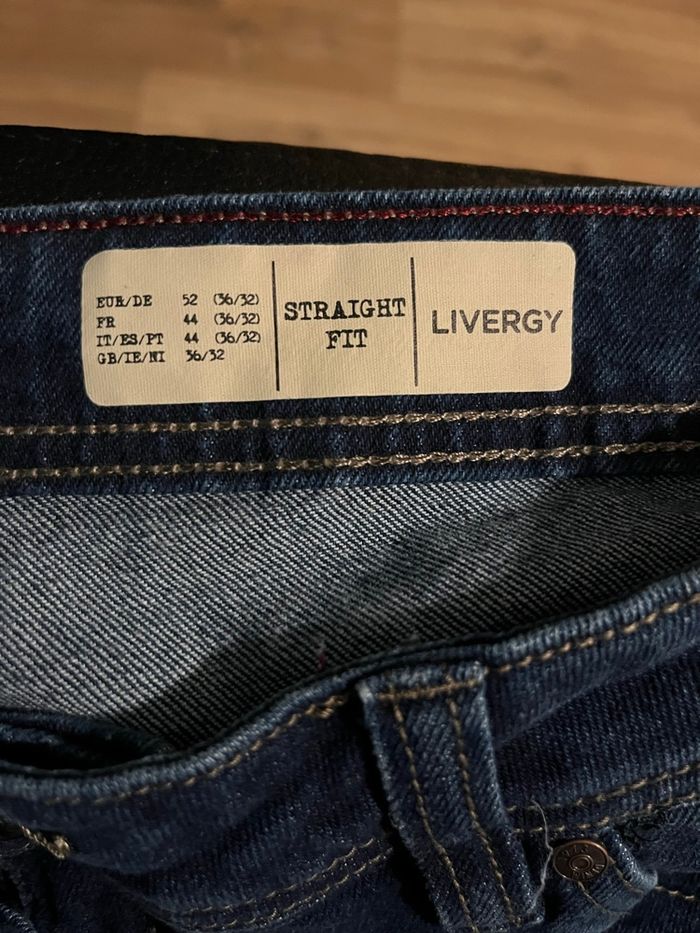 EUR/DE 52 (36/32)
FR 44 (36/32)
IT/ES/PT 44 (36/32)
GB/IE/NI 36/32
STRAIGHT
FIT
LIVERGY